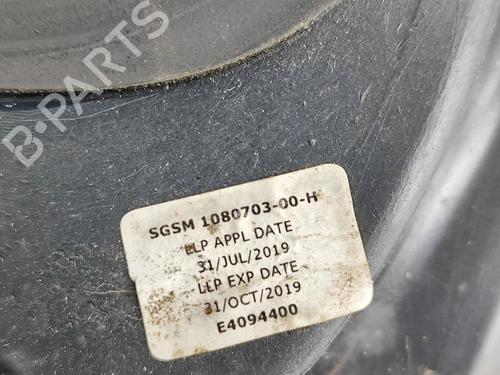 B-PARTS
SGSM 1080703-00-H
LLP APPL DATE
31/JUL/2019
LLP EXP DATE
31/OCT/2019
E4094400